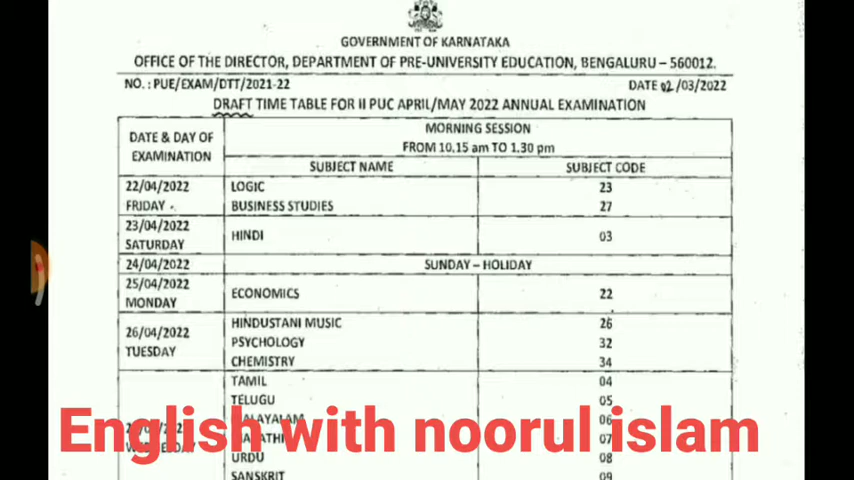 GOVERNMENT OF KARNATAKA
OFFICE OF THE DIRECTOR, DEPARTMENT OF PRE-UNIVERSITY EDUCATION, BENGALURU – 560012.
NO. : PUE/EXAM/DTT/2021-22 DATE 02/03/2022
DRAFT TIME TABLE FOR II PUC APRIL/MAY 2022 ANNUAL EXAMINATION
DATE & DAY OF EXAMINATION
MORNING SESSION
FROM 10.15 am TO 1.30 pm
SUBJECT NAME SUBJECT CODE
22/04/2022 LOGIC 23
FRIDAY BUSINESS STUDIES 27
23/04/2022
SATURDAY HINDI 03
24/04/2022 SUNDAY – HOLIDAY
25/04/2022
MONDAY ECONOMICS 22
26/04/2022 HINDUSTANI MUSIC 26
TUESDAY PSYCHOLOGY 32
CHEMISTRY 34
TAMIL 04
TELUGU 05
MALAYALAM 06
MARATHI 07
URDU 08
SANSKRIT 09
English with noorul islam